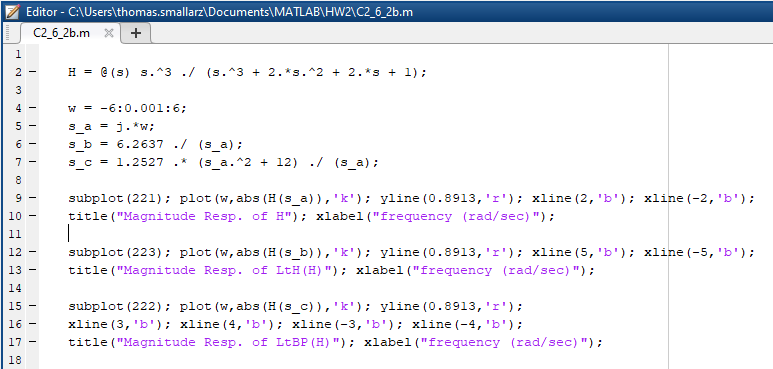 Editor - C:\Users\thomas.smallarz\Documents\MATLAB\HW2\C2_6_2b.m
C2_6_2b.m × +
1
2 – H = @(s) s.^3 ./ (s.^3 + 2.*s.^2 + 2.*s + 1);
3
4 – w = -6:0.001:6;
5 – s_a = j.*w;
6 – s_b = 6.2637 ./ (s_a);
7 – s_c = 1.2527 .* (s_a.^2 + 12) ./ (s_a);
8
9 – subplot(221); plot(w,abs(H(s_a)),'k'); yline(0.8913,'r'); xline(2,'b'); xline(-2,'b');
10 – title("Magnitude Resp. of H"); xlabel("frequency (rad/sec)");
11
12 – subplot(223); plot(w,abs(H(s_b)),'k'); yline(0.8913,'r'); xline(5,'b'); xline(-5,'b');
13 – title("Magnitude Resp. of LtH(H)"); xlabel("frequency (rad/sec)");
14
15 – subplot(222); plot(w,abs(H(s_c)),'k'); yline(0.8913,'r');
16 – xline(3,'b'); xline(4,'b'); xline(-3,'b'); xline(-4,'b');
17 – title("Magnitude Resp. of LtBP(H)"); xlabel("frequency (rad/sec)");
18